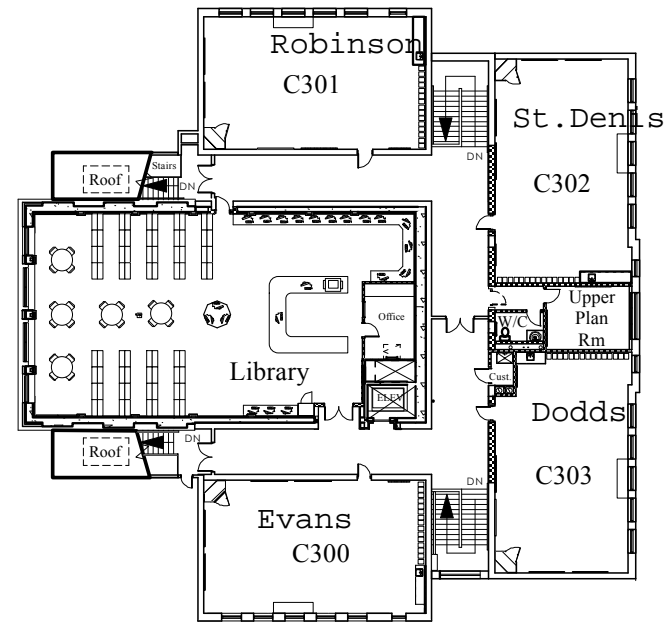 Robinson
C301
St.Denis
DN
Stairs
C302
Roof
DN
Upper
Plan
Rm
Office
W/C
Library
Cust.
ELEV
Dodds
DN
Roof
C303
DN
Evans
C300